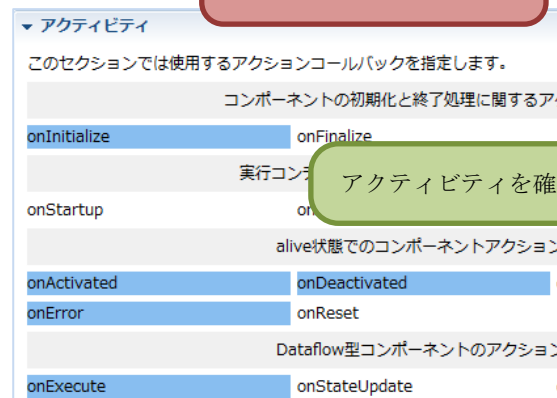 アクティビティ
このセクションでは使用するアクションコールバックを指定します。
コンポーネントの初期化と終了処理に関するア
onInitialize onFinalize
実行コン
アクティビティを確
onStartup on
alive状態でのコンポーネントアクション
onActivated onDeactivated
onError onReset
Dataflow型コンポーネントのアクション
onExecute onStateUpdate